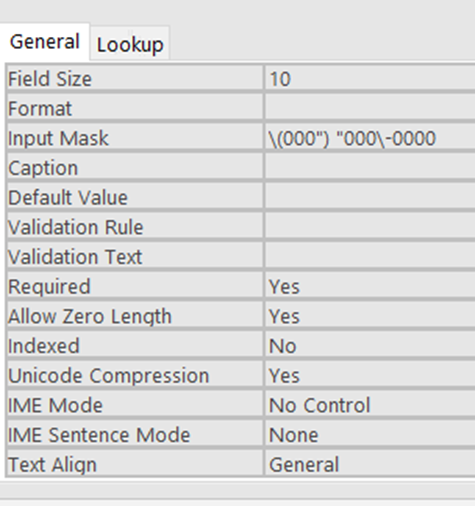 General Lookup
Field Size 10
Format
Input Mask \(000") "000\-0000
Caption
Default Value
Validation Rule
Validation Text
Required Yes
Allow Zero Length Yes
Indexed No
Unicode Compression Yes
IME Mode No Control
IME Sentence Mode None
Text Align General